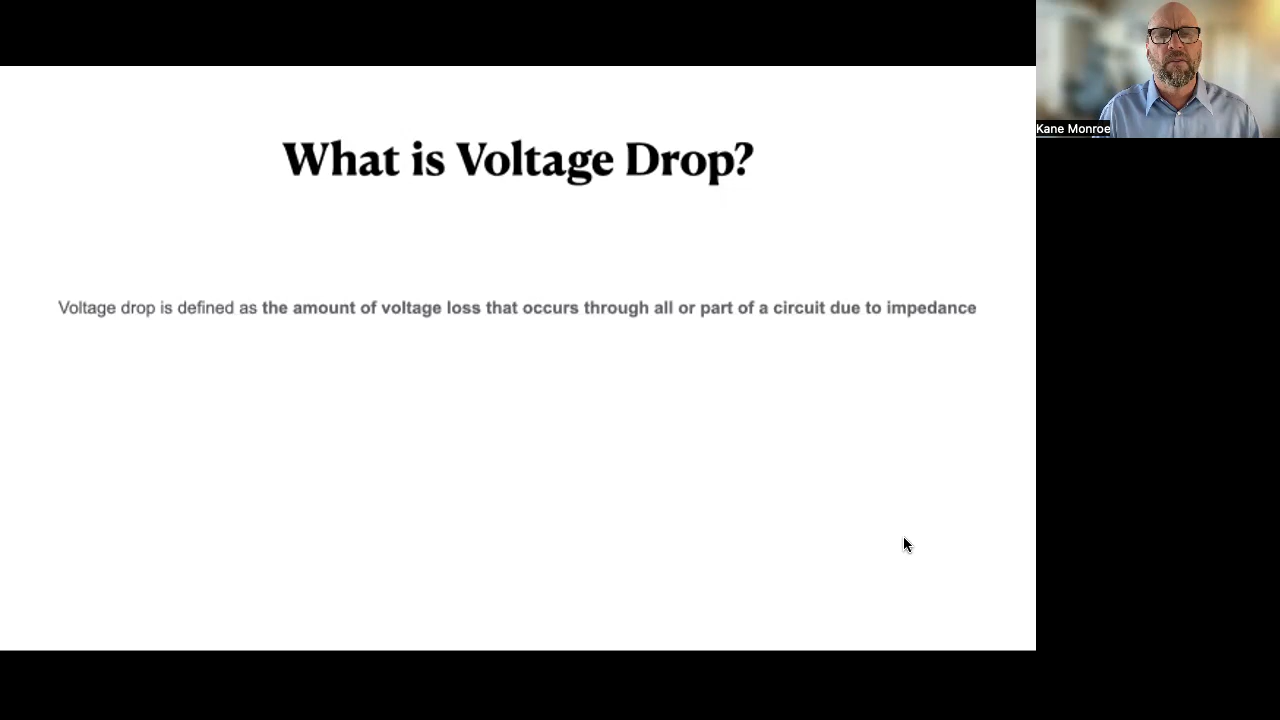 What is Voltage Drop?
Voltage drop is defined as the amount of voltage loss that occurs through all or part of a circuit due to impedance
Kane Monroe